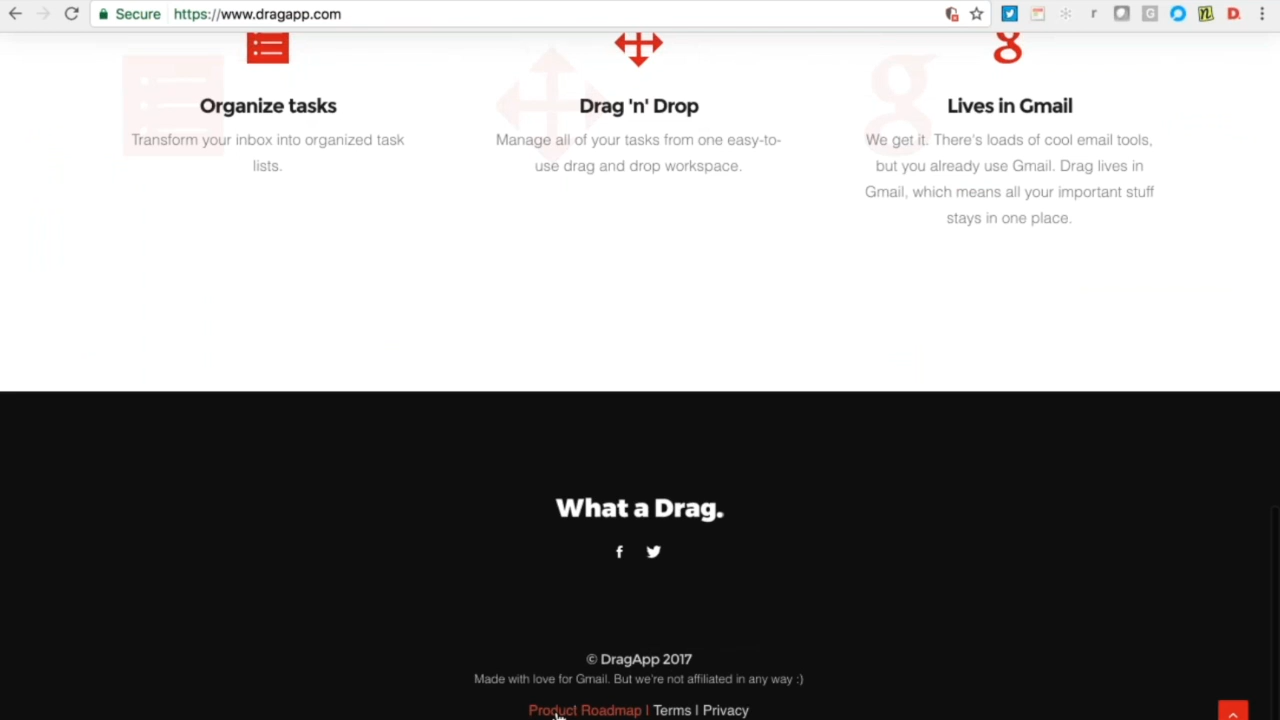 Secure https://www.dragapp.com
Organize tasks
Transform your inbox into organized task
lists.
Drag 'n' Drop
Manage all of your tasks from one easy-to-
use drag and drop workspace.
Lives in Gmail
We get it. There's loads of cool email tools,
but you already use Gmail. Drag lives in
Gmail, which means all your important stuff
stays in one place.
What a Drag.
© DragApp 2017
Made with love for Gmail. But we're not affiliated in any way :)
Product Roadmap | Terms | Privacy